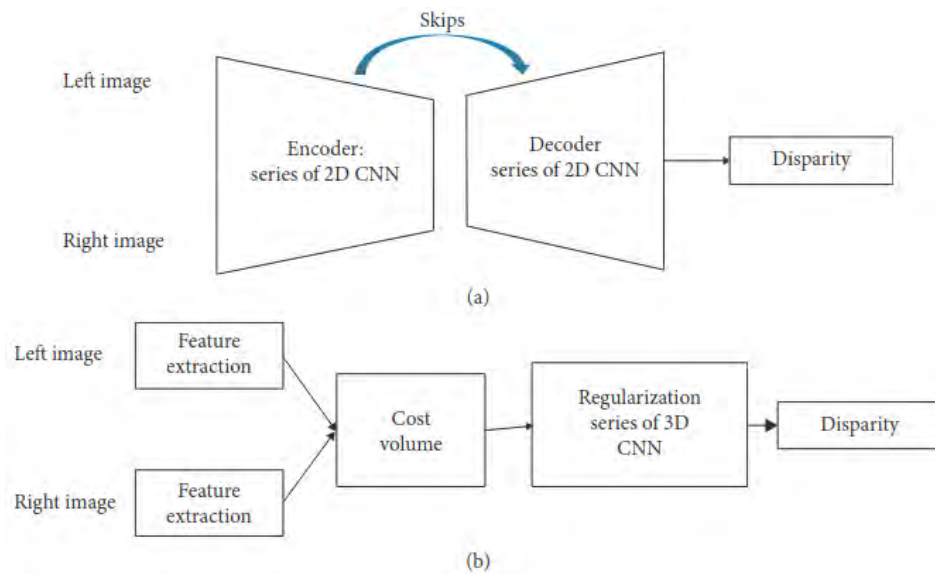 Skips
Left image
Encoder:
series of 2D CNN
Decoder
series of 2D CNN
Disparity
Right image
(a)
Left image
Feature
extraction
Cost
volume
Regularization
series of 3D
CNN
Disparity
Right image
Feature
extraction
(b)